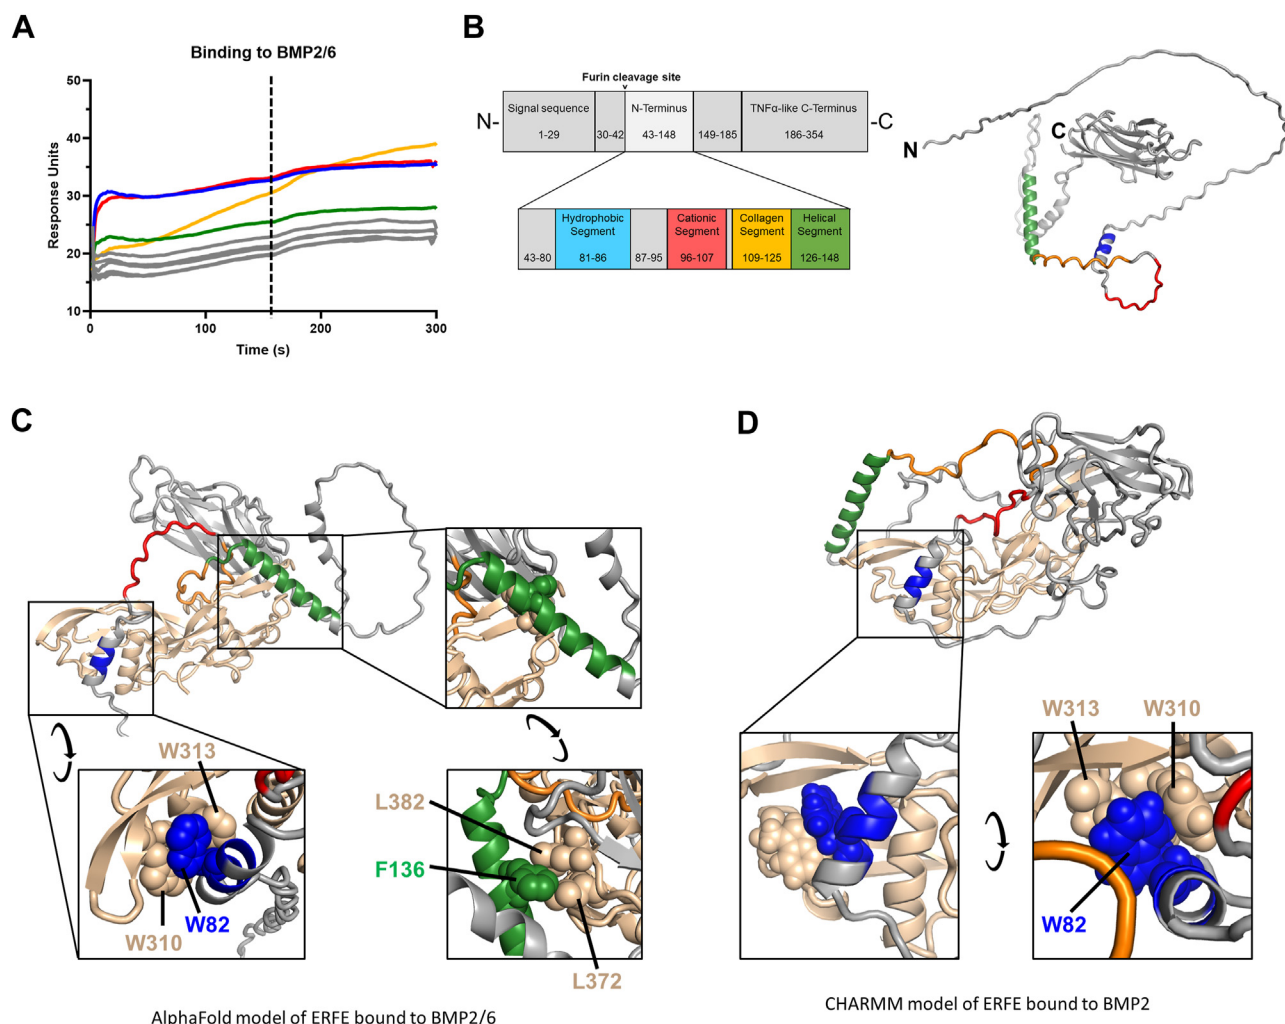 A
Binding to BMP2/6
Response Units
50
40
30
20
10
0
100
200
300
Time (s)
B
Furin cleavage site
N-
Signal sequence
1-29
30-42
N-Terminus
43-148
149-185
TNFα-like C-Terminus
186-354
-C
43-80
Hydrophobic
Segment
81-86
87-95
Cationic
Segment
96-107
Collagen
Segment
109-125
Helical
Segment
126-148
N
C
C
W313
W310
W82
L382
F136
L372
AlphaFold model of ERFE bound to BMP2/6
D
W313
W310
W82
CHARMM model of ERFE bound to BMP2